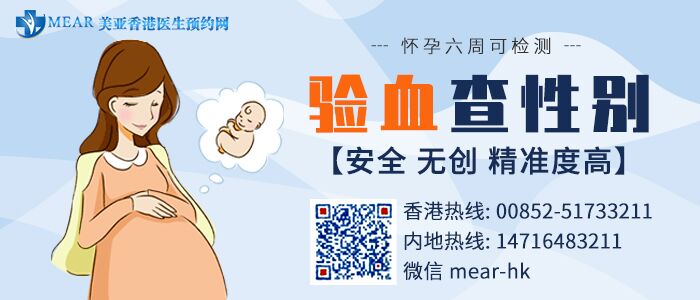 MEAR 美亚香港医生预约网
--- 怀孕六周可检测 ---
验血查性别
【安全 无创 精准度高】
香港热线: 00852-51733211
内地热线: 14716483211
微信 mear-hk